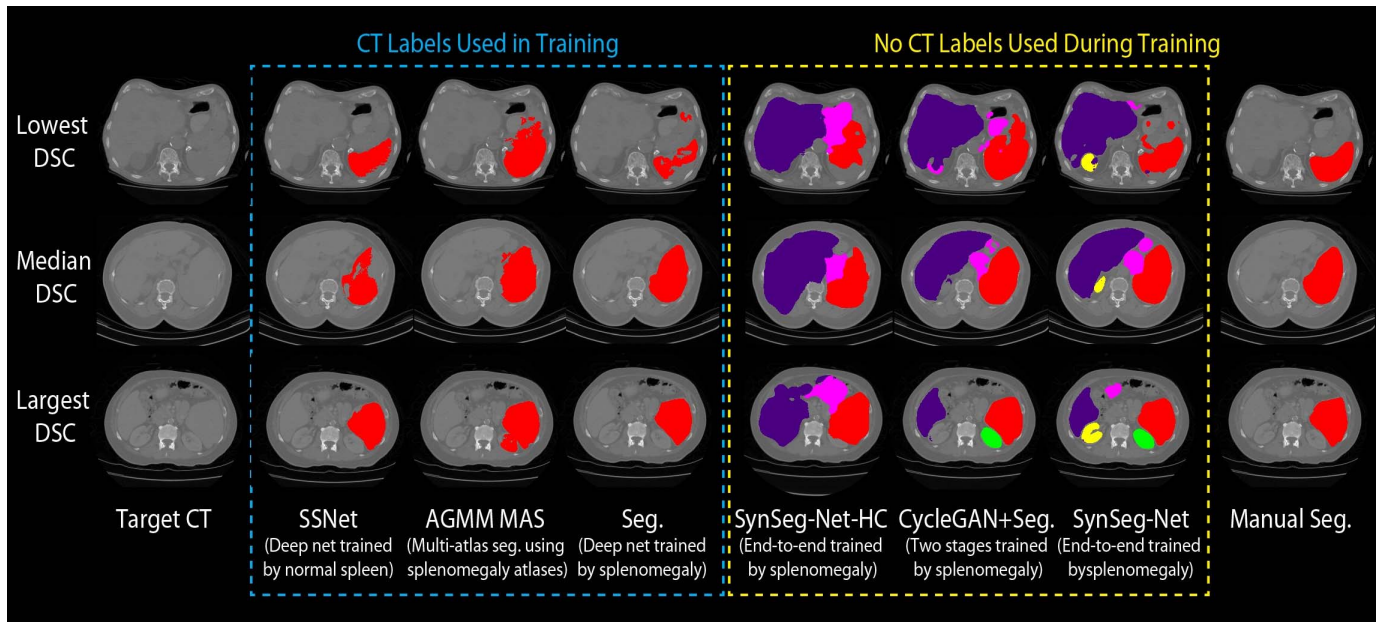 CT Labels Used in Training
No CT Labels Used During Training
Lowest
DSC
Median
DSC
Largest
DSC
Target CT
SSNet
(Deep net trained
by normal spleen)
AGMM MAS
(Multi-atlas seg. using
splenomegaly atlases)
Seg.
(Deep net trained
by splenomegaly)
SynSeg-Net-HC
(End-to-end trained
by splenomegaly)
CycleGAN+Seg.
(Two stages trained
by splenomegaly)
SynSeg-Net
(End-to-end trained
bysplenomegaly)
Manual Seg.